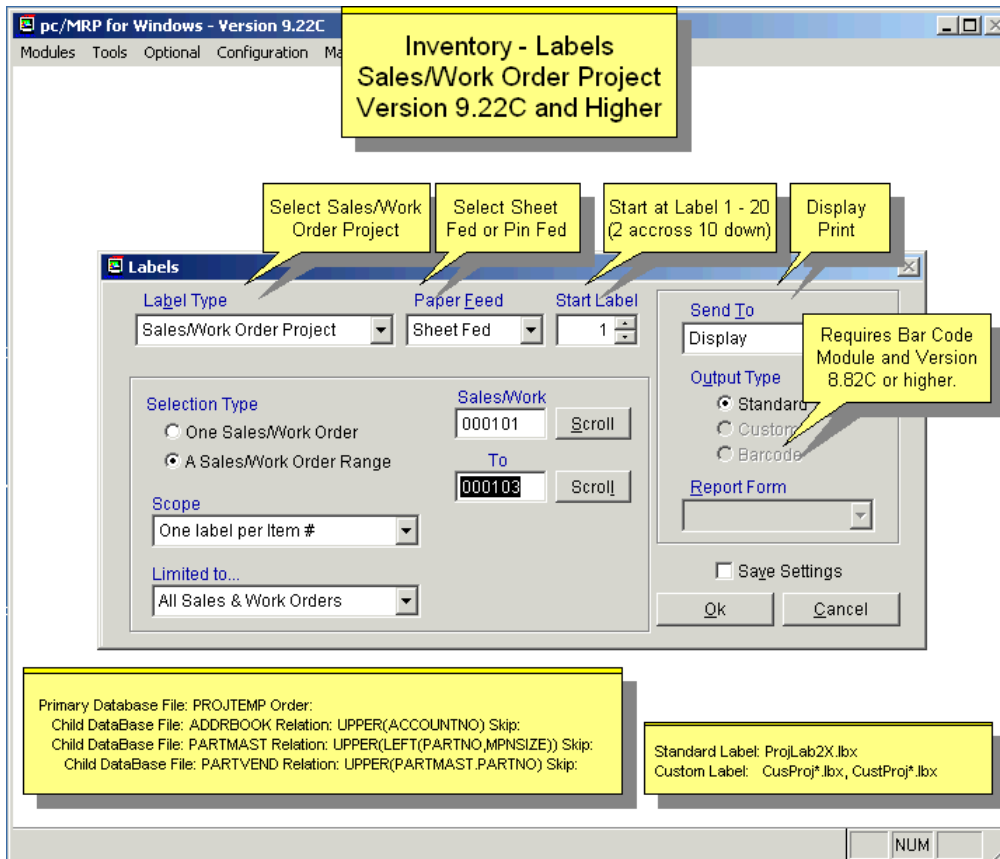 pc/MRP for Windows - Version 9.22C
Modules Tools Optional Configuration Ma
Inventory - Labels
Sales/Work Order Project
Version 9.22C and Higher
Select Sales/Work
Order Project
Select Sheet
Fed or Pin Fed
Start at Label 1 - 20
(2 accross 10 down)
Display
Print
Labels
Label Type
Paper Feed
Start Label
Sales/Work Order Project
Sheet Fed
1
Send To
Display
Requires Bar Code
Module and Version
8.82C or higher.
Output Type
Standard
Custom
Barcode
Report Form
Selection Type
One Sales/Work Order
A Sales/Work Order Range
Sales/Work
000101
Scroll
To
000103
Scroll
Scope
One label per Item #
Limited to...
All Sales & Work Orders
Save Settings
Ok
Cancel
Primary Database File: PROJTEMP Order:
Child DataBase File: ADDRBOOK Relation: UPPER(ACCOUNTNO) Skip:
Child DataBase File: PARTMAST Relation: UPPER(LEFT(PARTNO,MPNSIZE)) Skip:
Child DataBase File: PARTVEND Relation: UPPER(PARTMAST.PARTNO) Skip:
Standard Label: ProjLab2X.lbx
Custom Label: CusProj*.lbx, CustProj*.lbx
NUM